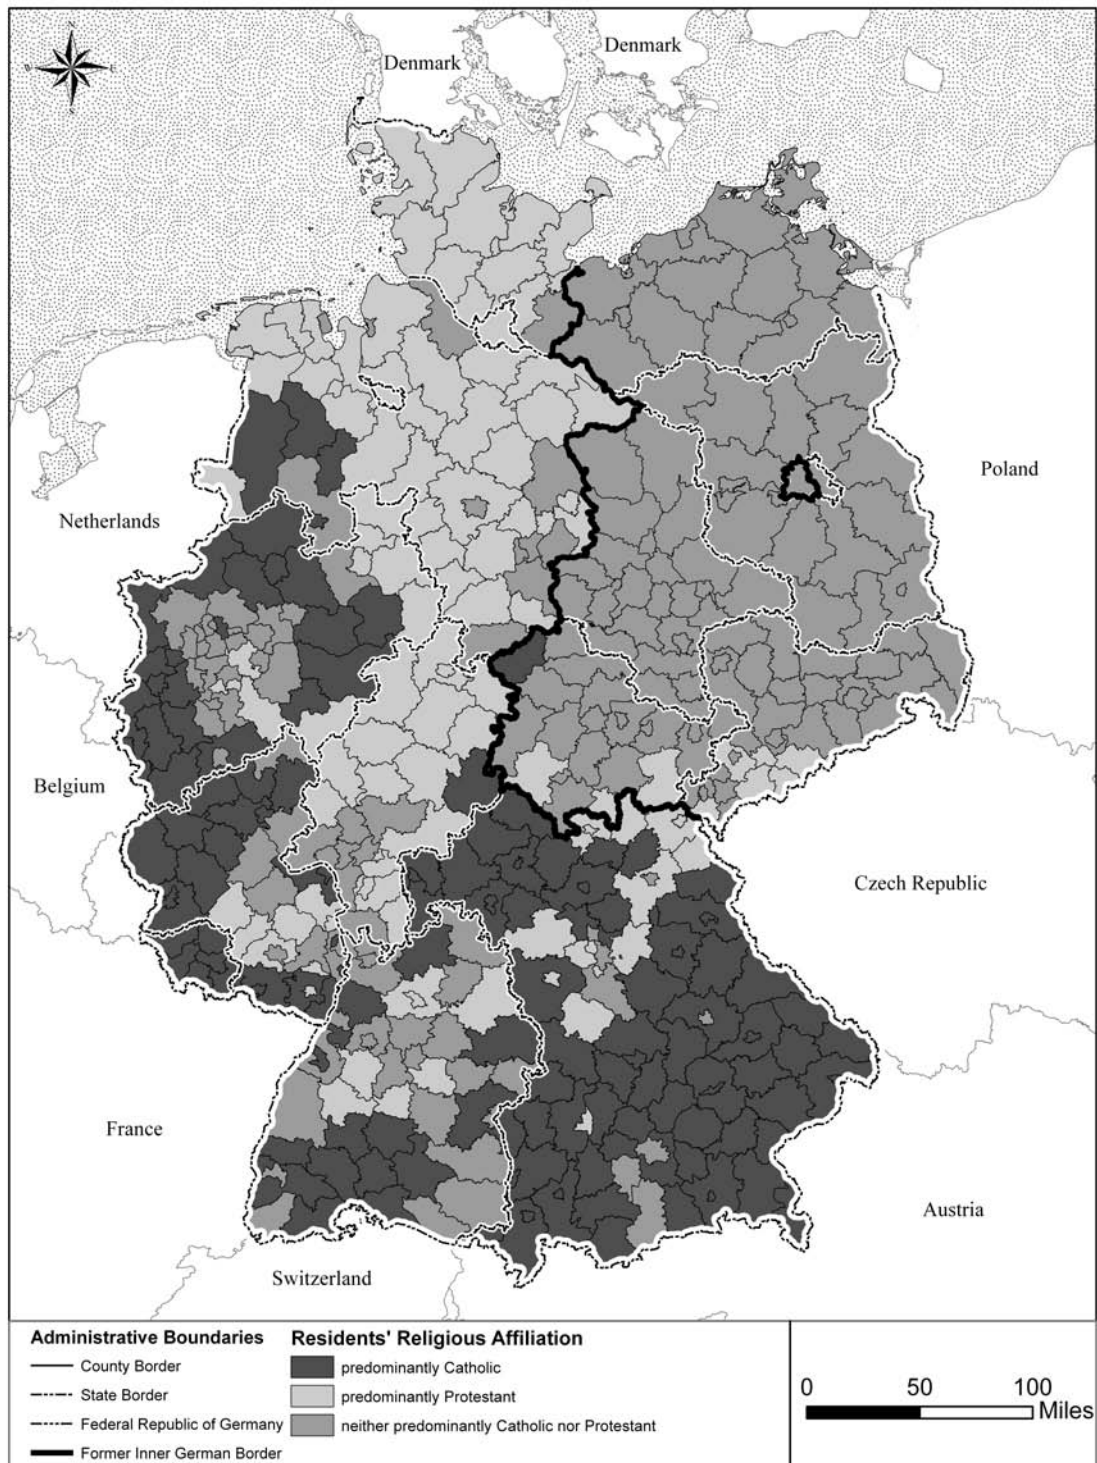 Denmark
Denmark
N
Poland
Netherlands
Belgium
Czech Republic
France
Austria
Switzerland
Administrative Boundaries
County Border
State Border
Federal Republic of Germany
Former Inner German Border
Residents' Religious Affiliation
predominantly Catholic
predominantly Protestant
neither predominantly Catholic nor Protestant
0 50 100
Miles